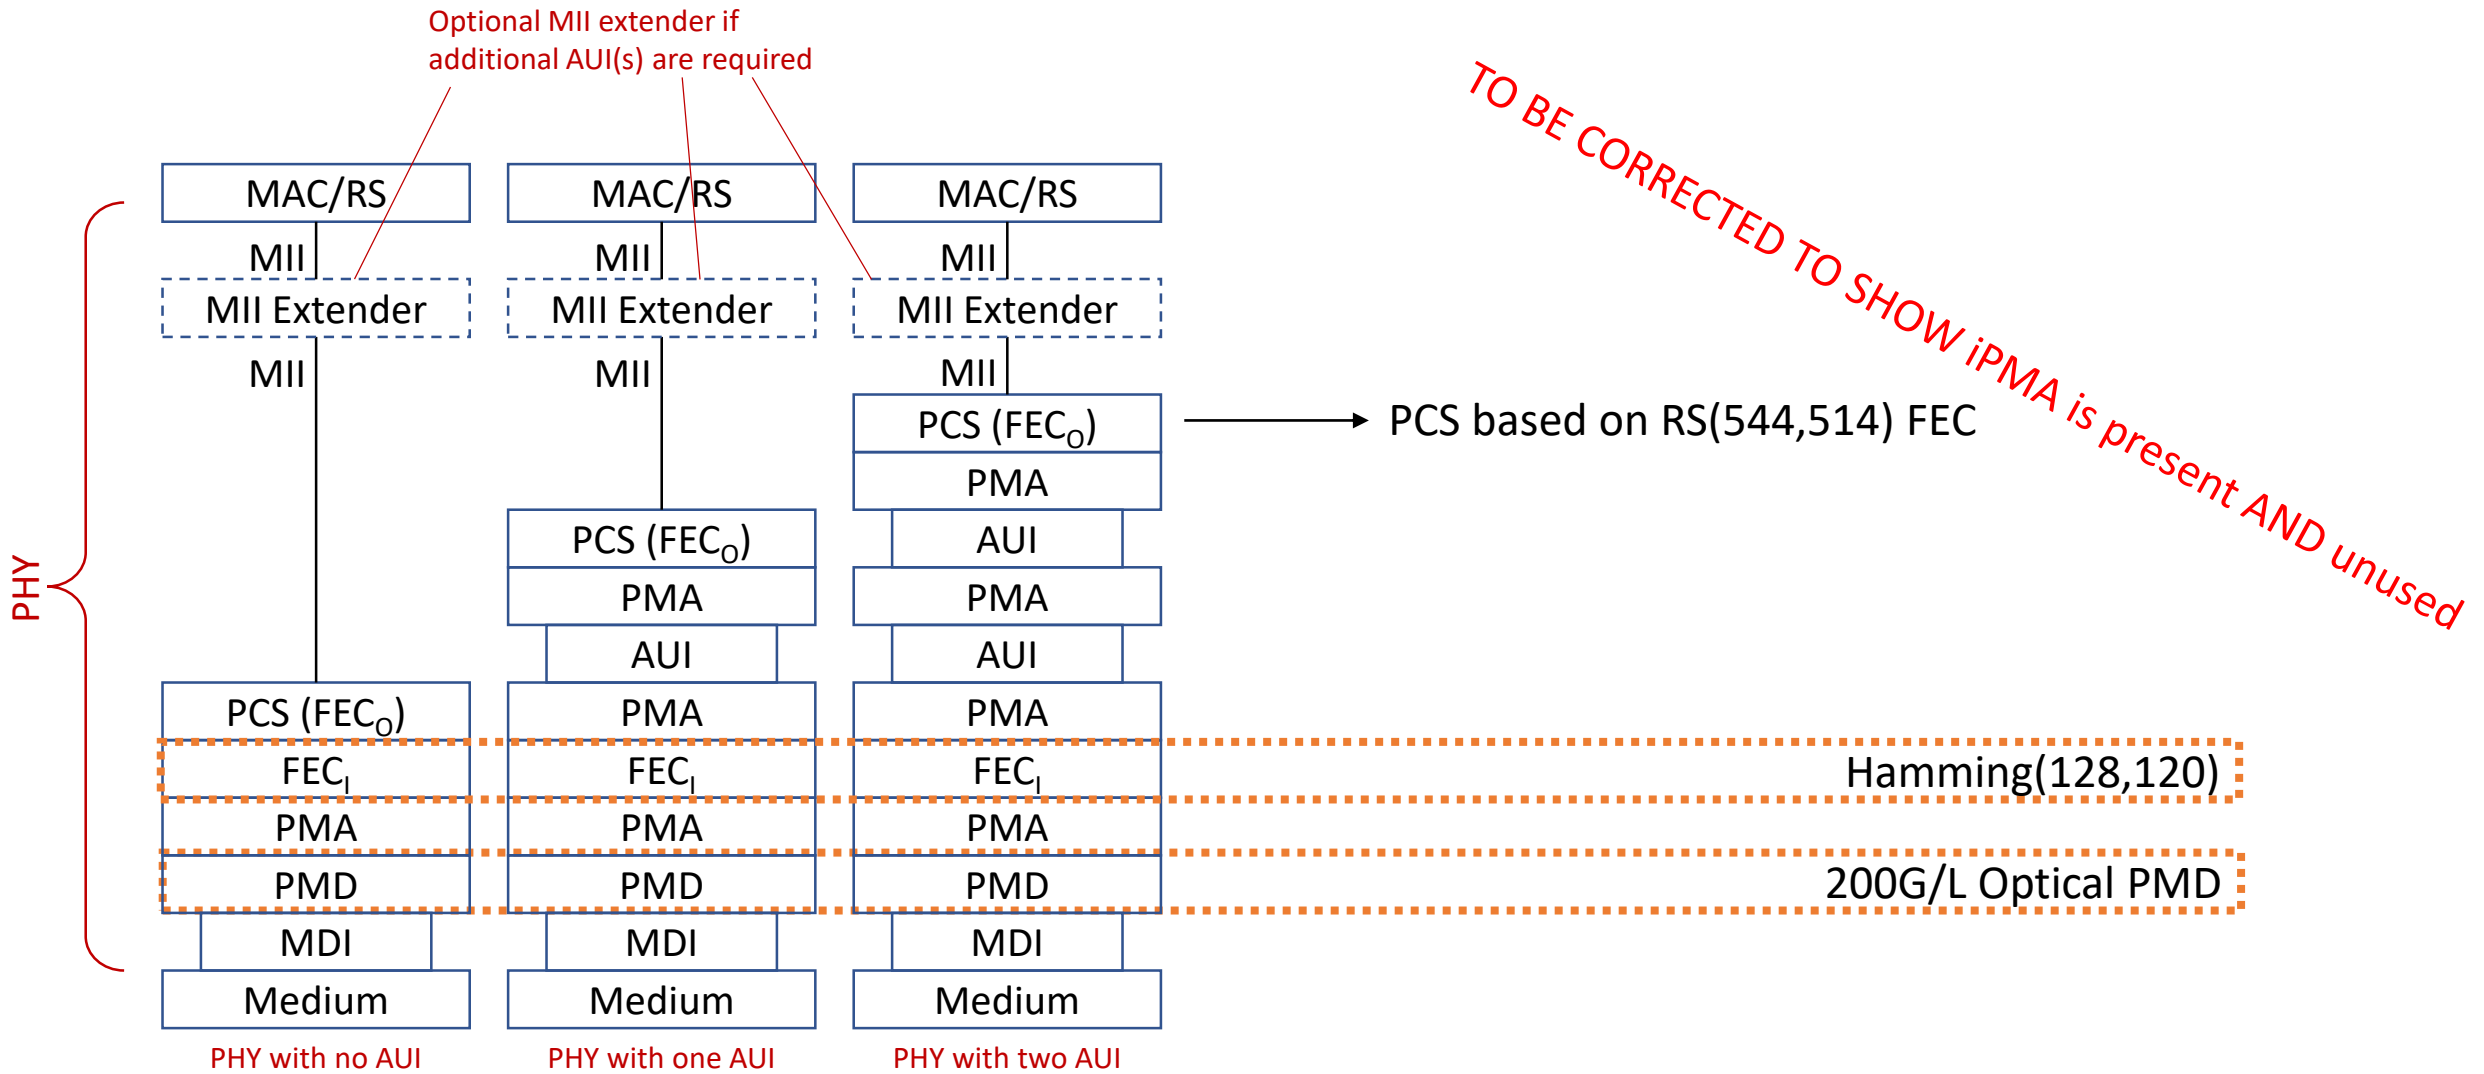 Optional MII extender if
additional AUI(s) are required
TO BE CORRECTED TO SHOW iPMA is present AND unused
PHY
MAC/RS
MII
MII Extender
MII
PCS (FECO)
FECI
PMA
PMD
MDI
Medium
PHY with no AUI
MAC/RS
MII
MII Extender
MII
PCS (FECO)
PMA
AUI
PMA
FECI
PMA
PMD
MDI
Medium
PHY with one AUI
MAC/RS
MII
MII Extender
MII
PCS (FECO)
PMA
AUI
PMA
AUI
PMA
FECI
PMA
PMD
MDI
Medium
PHY with two AUI
PCS based on RS(544,514) FEC
Hamming(128,120)
200G/L Optical PMD